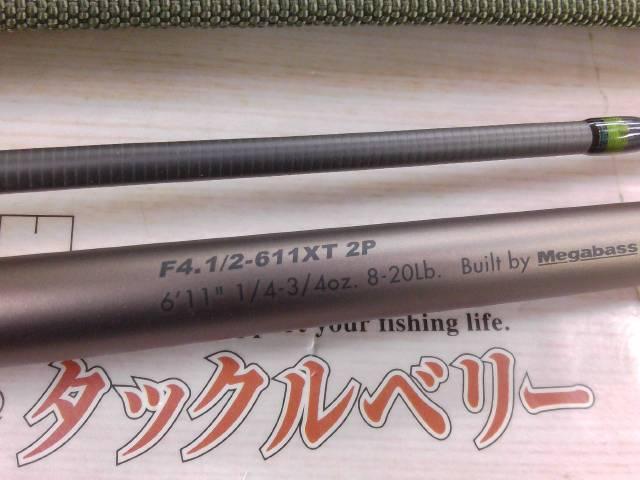 F4.1/2-611XT 2P
6'11" 1/4-3/4oz. 8-20Lb. Built by Megabass
your fishing life.
タックルベリー